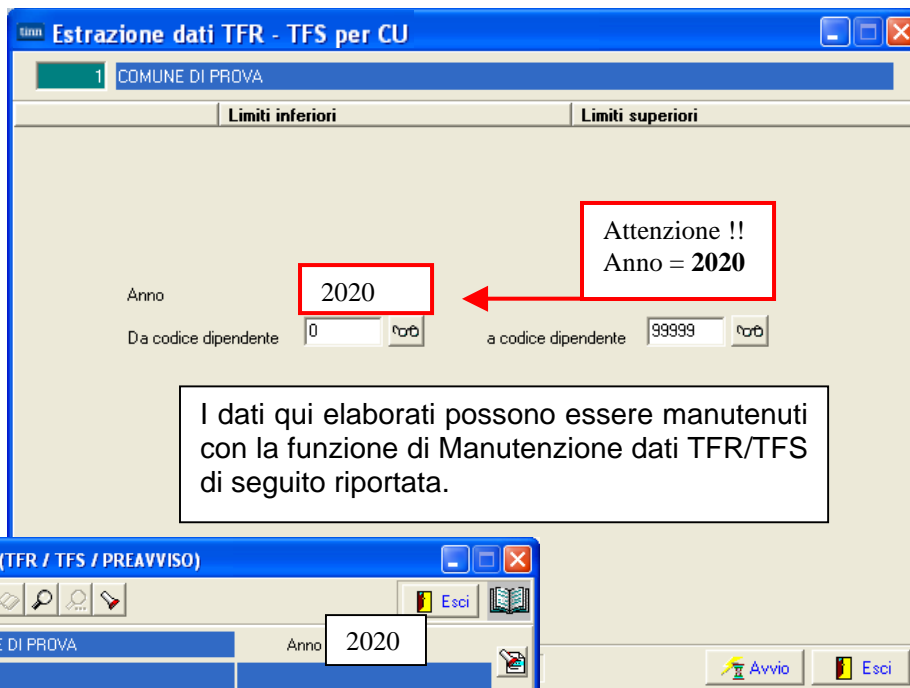 tinn Estrazione dati TFR - TFS per CU
1 COMUNE DI PROVA
Limiti inferiori Limiti superiori
Attenzione !!
Anno = 2020
Anno 2020
Da codice dipendente 0 a codice dipendente 99999
I dati qui elaborati possono essere manutenuti
con la funzione di Manutenzione dati TFR/TFS
di seguito riportata.
(TFR / TFS / PREAVVISO)
Esci
E DI PROVA Anno 2020
Avvio Esci